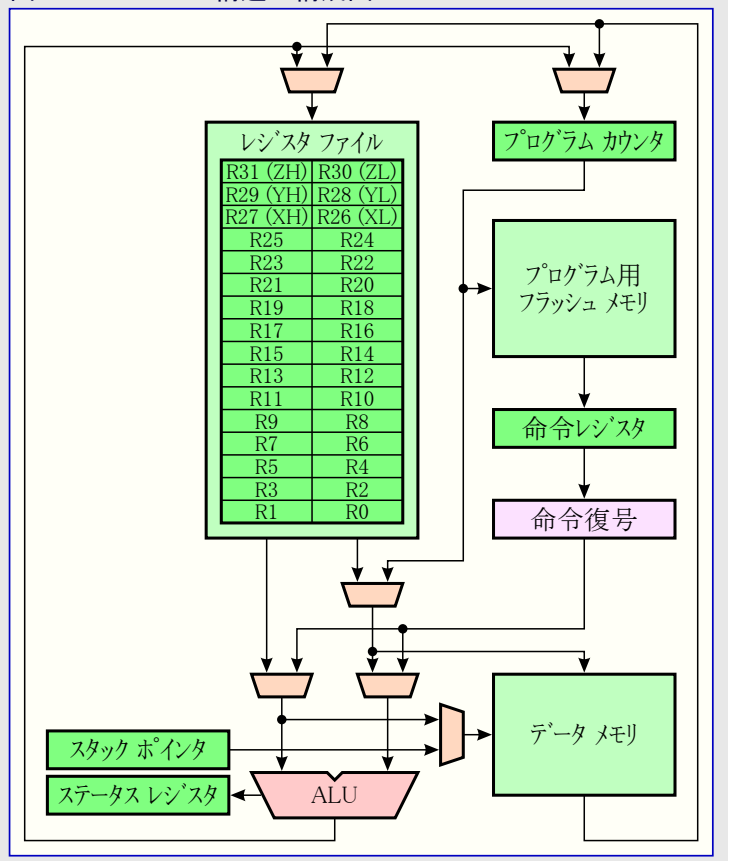 レジスタ ファイル
R31 (ZH) R30 (ZL)
R29 (YH) R28 (YL)
R27 (XH) R26 (XL)
R25 R24
R23 R22
R21 R20
R19 R18
R17 R16
R15 R14
R13 R12
R11 R10
R9 R8
R7 R6
R5 R4
R3 R2
R1 R0
プログラム カウンタ
プログラム用
フラッシュ メモリ
命令レジスタ
命令復号
データ メモリ
スタック ポインタ
ステータス レジスタ
ALU